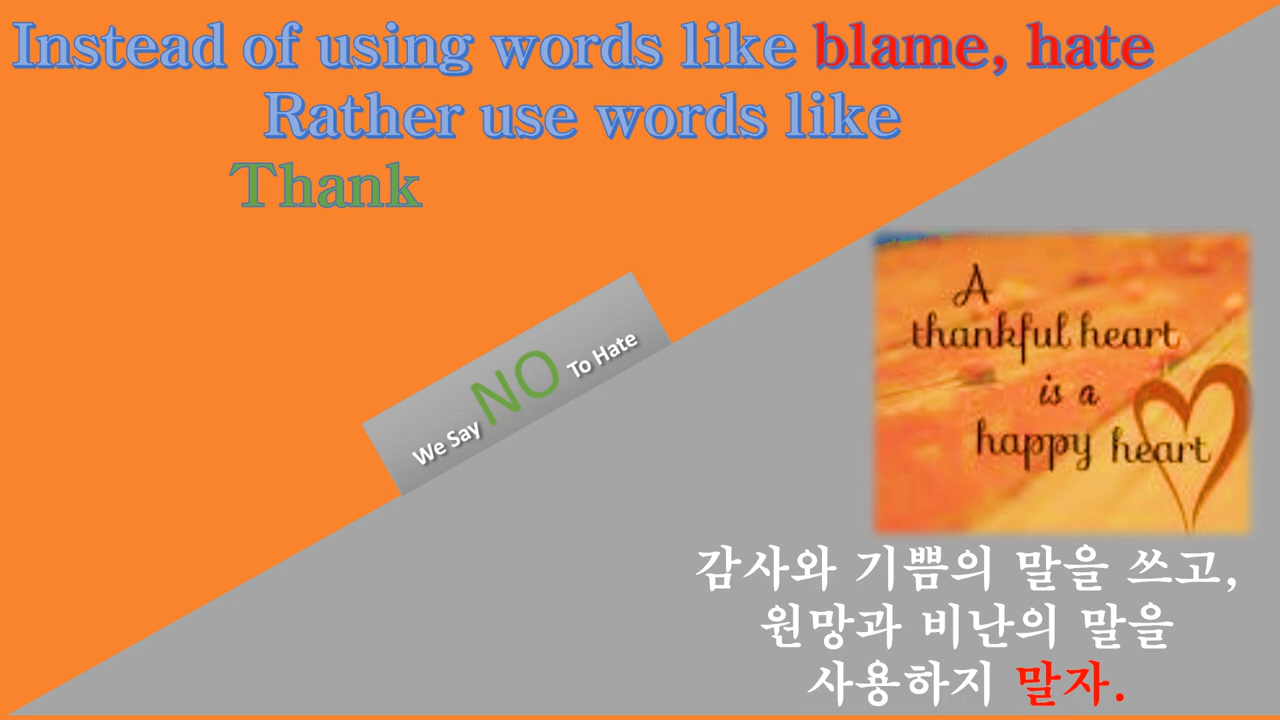 Instead of using words like blame, hate
Rather use words like
Thank
We Say NO To Hate
A
thankful heart
is a
happy heart
감사와 기쁨의 말을 쓰고,
원망과 비난의 말을
사용하지 말자.